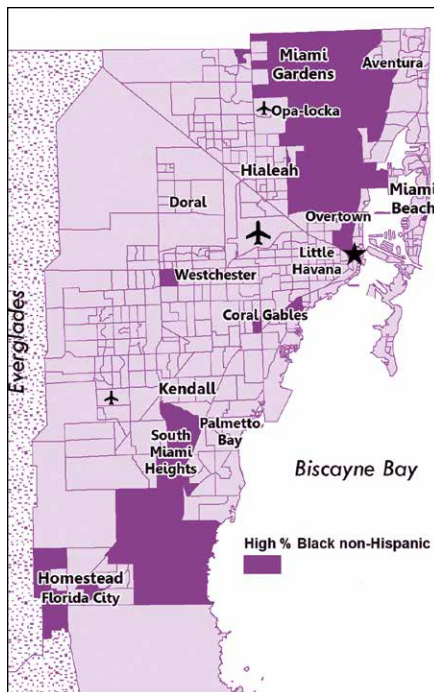 Miami
Gardens
Aventura
Opa-locka
Hialeah
Miami
Beach
Doral
Overtown
Little
Havana
Westchester
Coral Gables
Everglades
Kendall
Palmetto
Bay
South
Miami
Heights
Biscayne Bay
High % Black non-Hispanic
Homestead
Florida City